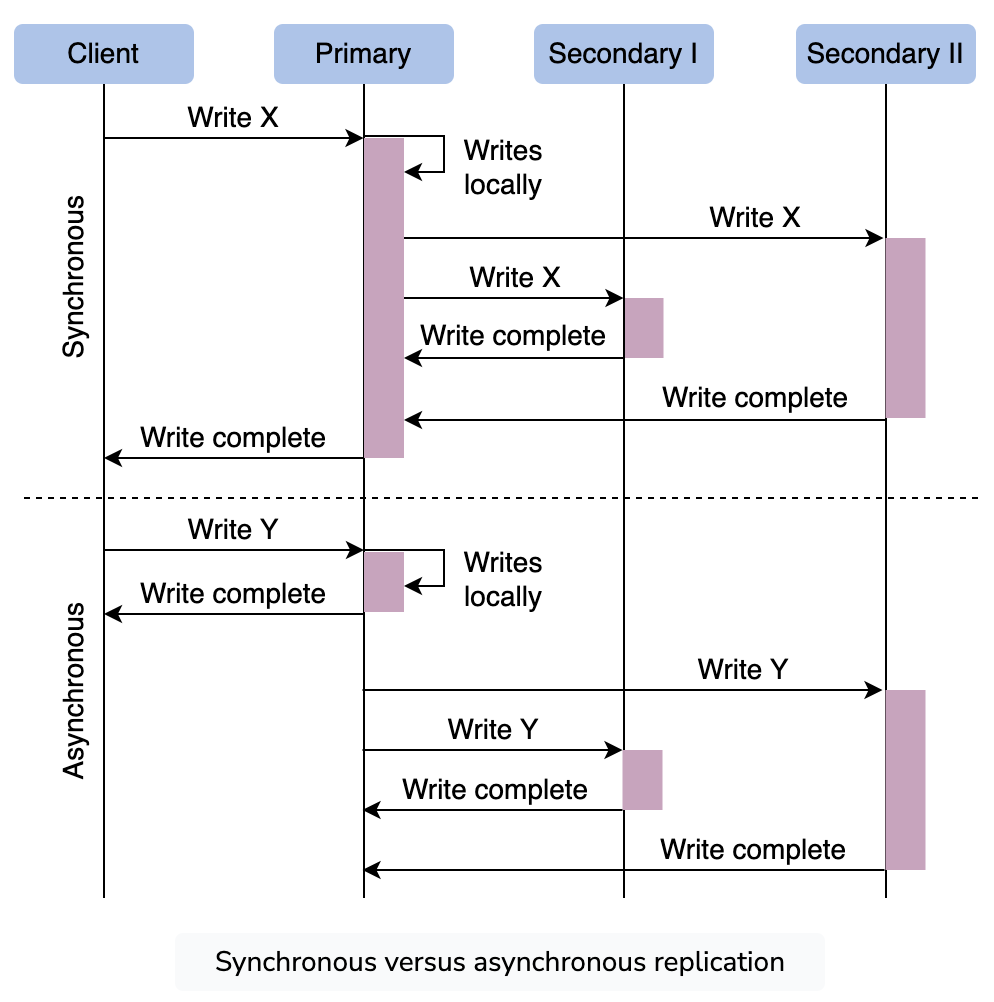 Client
Primary
Secondary I
Secondary II
Synchronous
Write X
Writes
locally
Write X
Write X
Write complete
Write complete
Write complete
Asynchronous
Write Y
Writes
locally
Write complete
Write Y
Write Y
Write complete
Write complete
Synchronous versus asynchronous replication